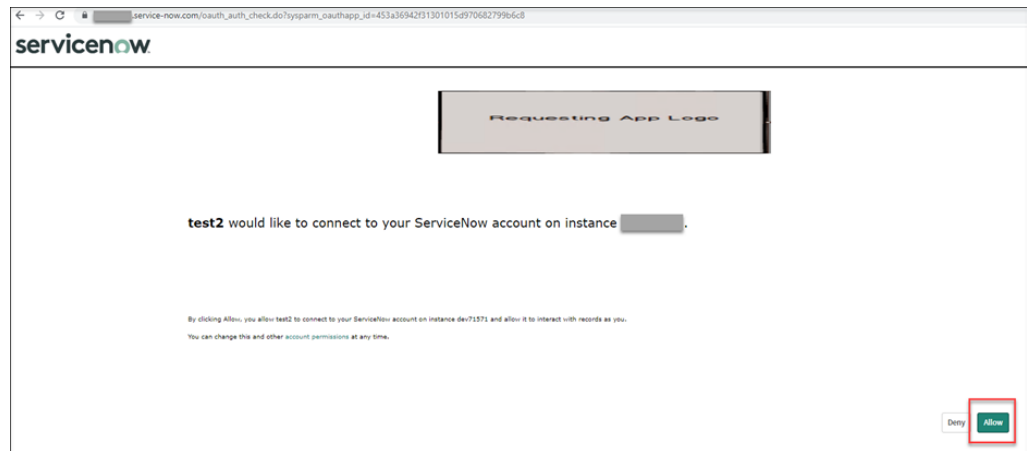 .service-now.com/oauth_auth_check.do?sysparm_oauthapp_id=453a36942f31301015d970682799b6c8
servicenow
Requesting App Logo
test2 would like to connect to your ServiceNow account on instance .
By clicking Allow, you allow test2 to connect to your ServiceNow account on instance dev71571 and allow it to interact with records as you.
You can change this and other account permissions at any time.
Deny Allow